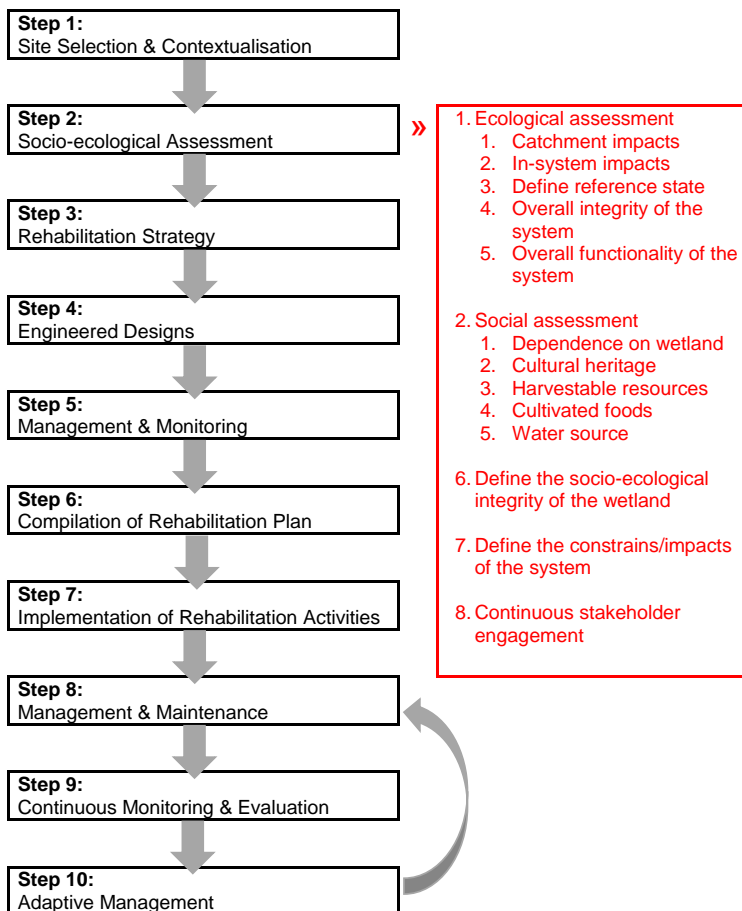 Step 1:
Site Selection & Contextualisation
Step 2:
Socio-ecological Assessment
»
Step 3:
Rehabilitation Strategy
Step 4:
Engineered Designs
Step 5:
Management & Monitoring
Step 6:
Compilation of Rehabilitation Plan
Step 7:
Implementation of Rehabilitation Activities
Step 8:
Management & Maintenance
Step 9:
Continuous Monitoring & Evaluation
Step 10:
Adaptive Management
1. Ecological assessment
1. Catchment impacts
2. In-system impacts
3. Define reference state
4. Overall integrity of the
system
5. Overall functionality of the
system
2. Social assessment
1. Dependence on wetland
2. Cultural heritage
3. Harvestable resources
4. Cultivated foods
5. Water source
6. Define the socio-ecological
integrity of the wetland
7. Define the constrains/impacts
of the system
8. Continuous stakeholder
engagement